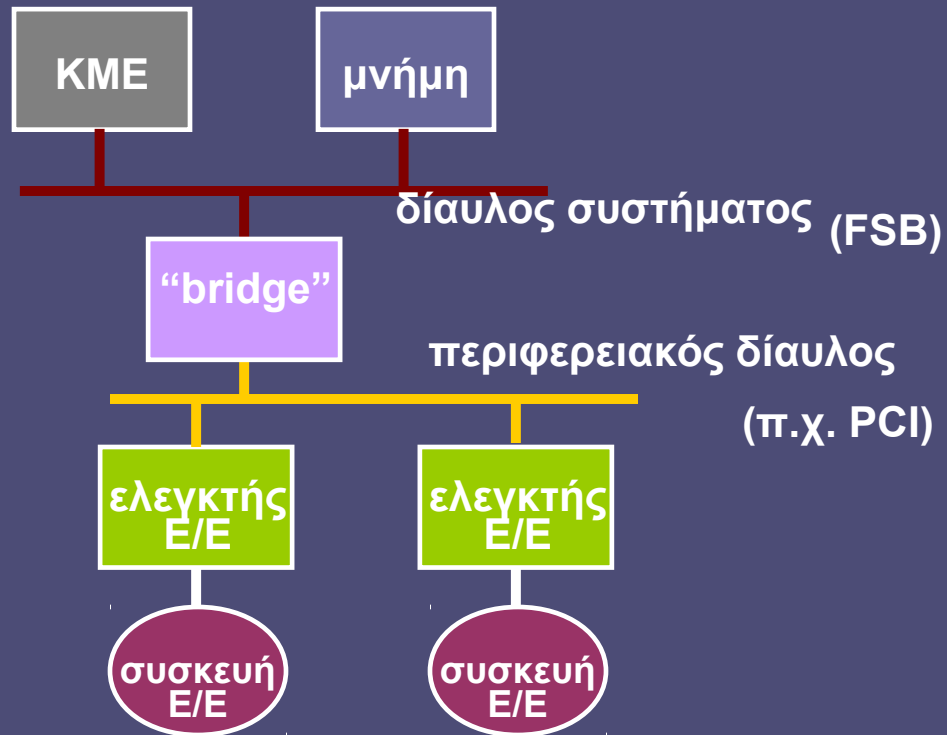 ΚΜΕ
μνήμη
δίαυλος συστήματος (FSB)
“bridge”
περιφερειακός δίαυλος
(π.χ. PCI)
ελεγκτής
Ε/Ε
ελεγκτής
Ε/Ε
συσκευή
Ε/Ε
συσκευή
Ε/Ε